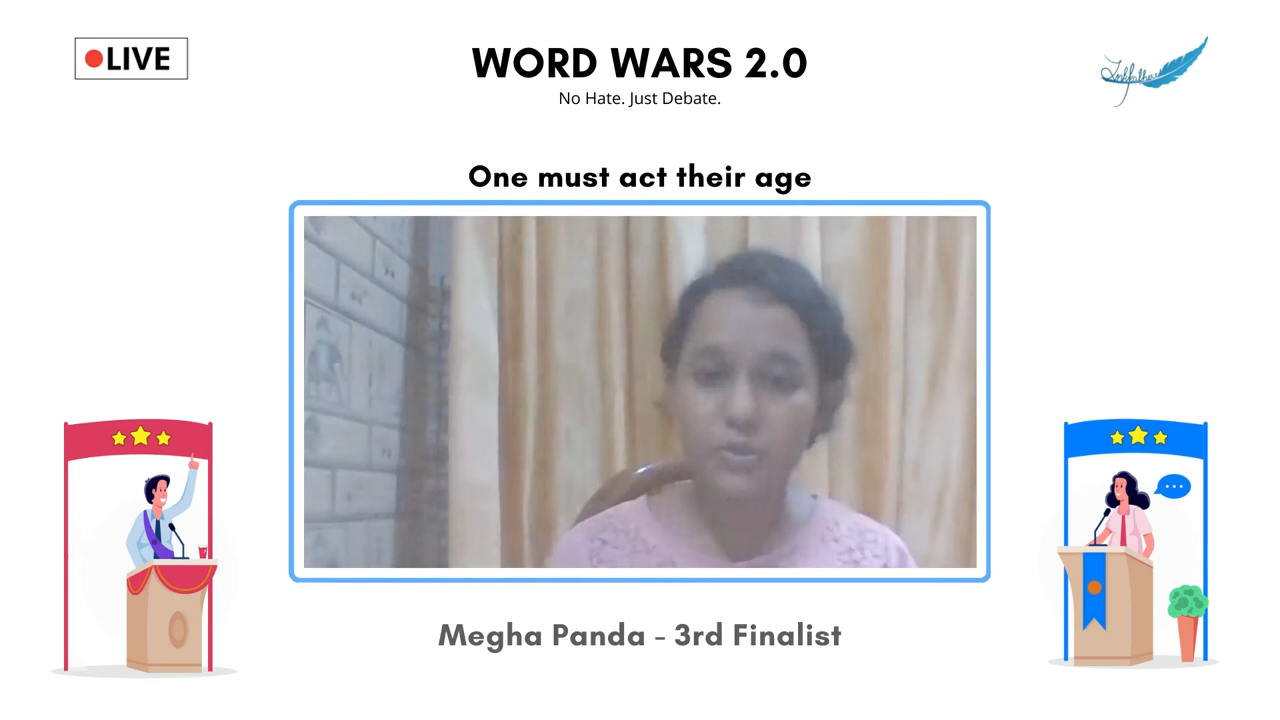 LIVE
WORD WARS 2.0
No Hate. Just Debate.
One must act their age
Megha Panda - 3rd Finalist